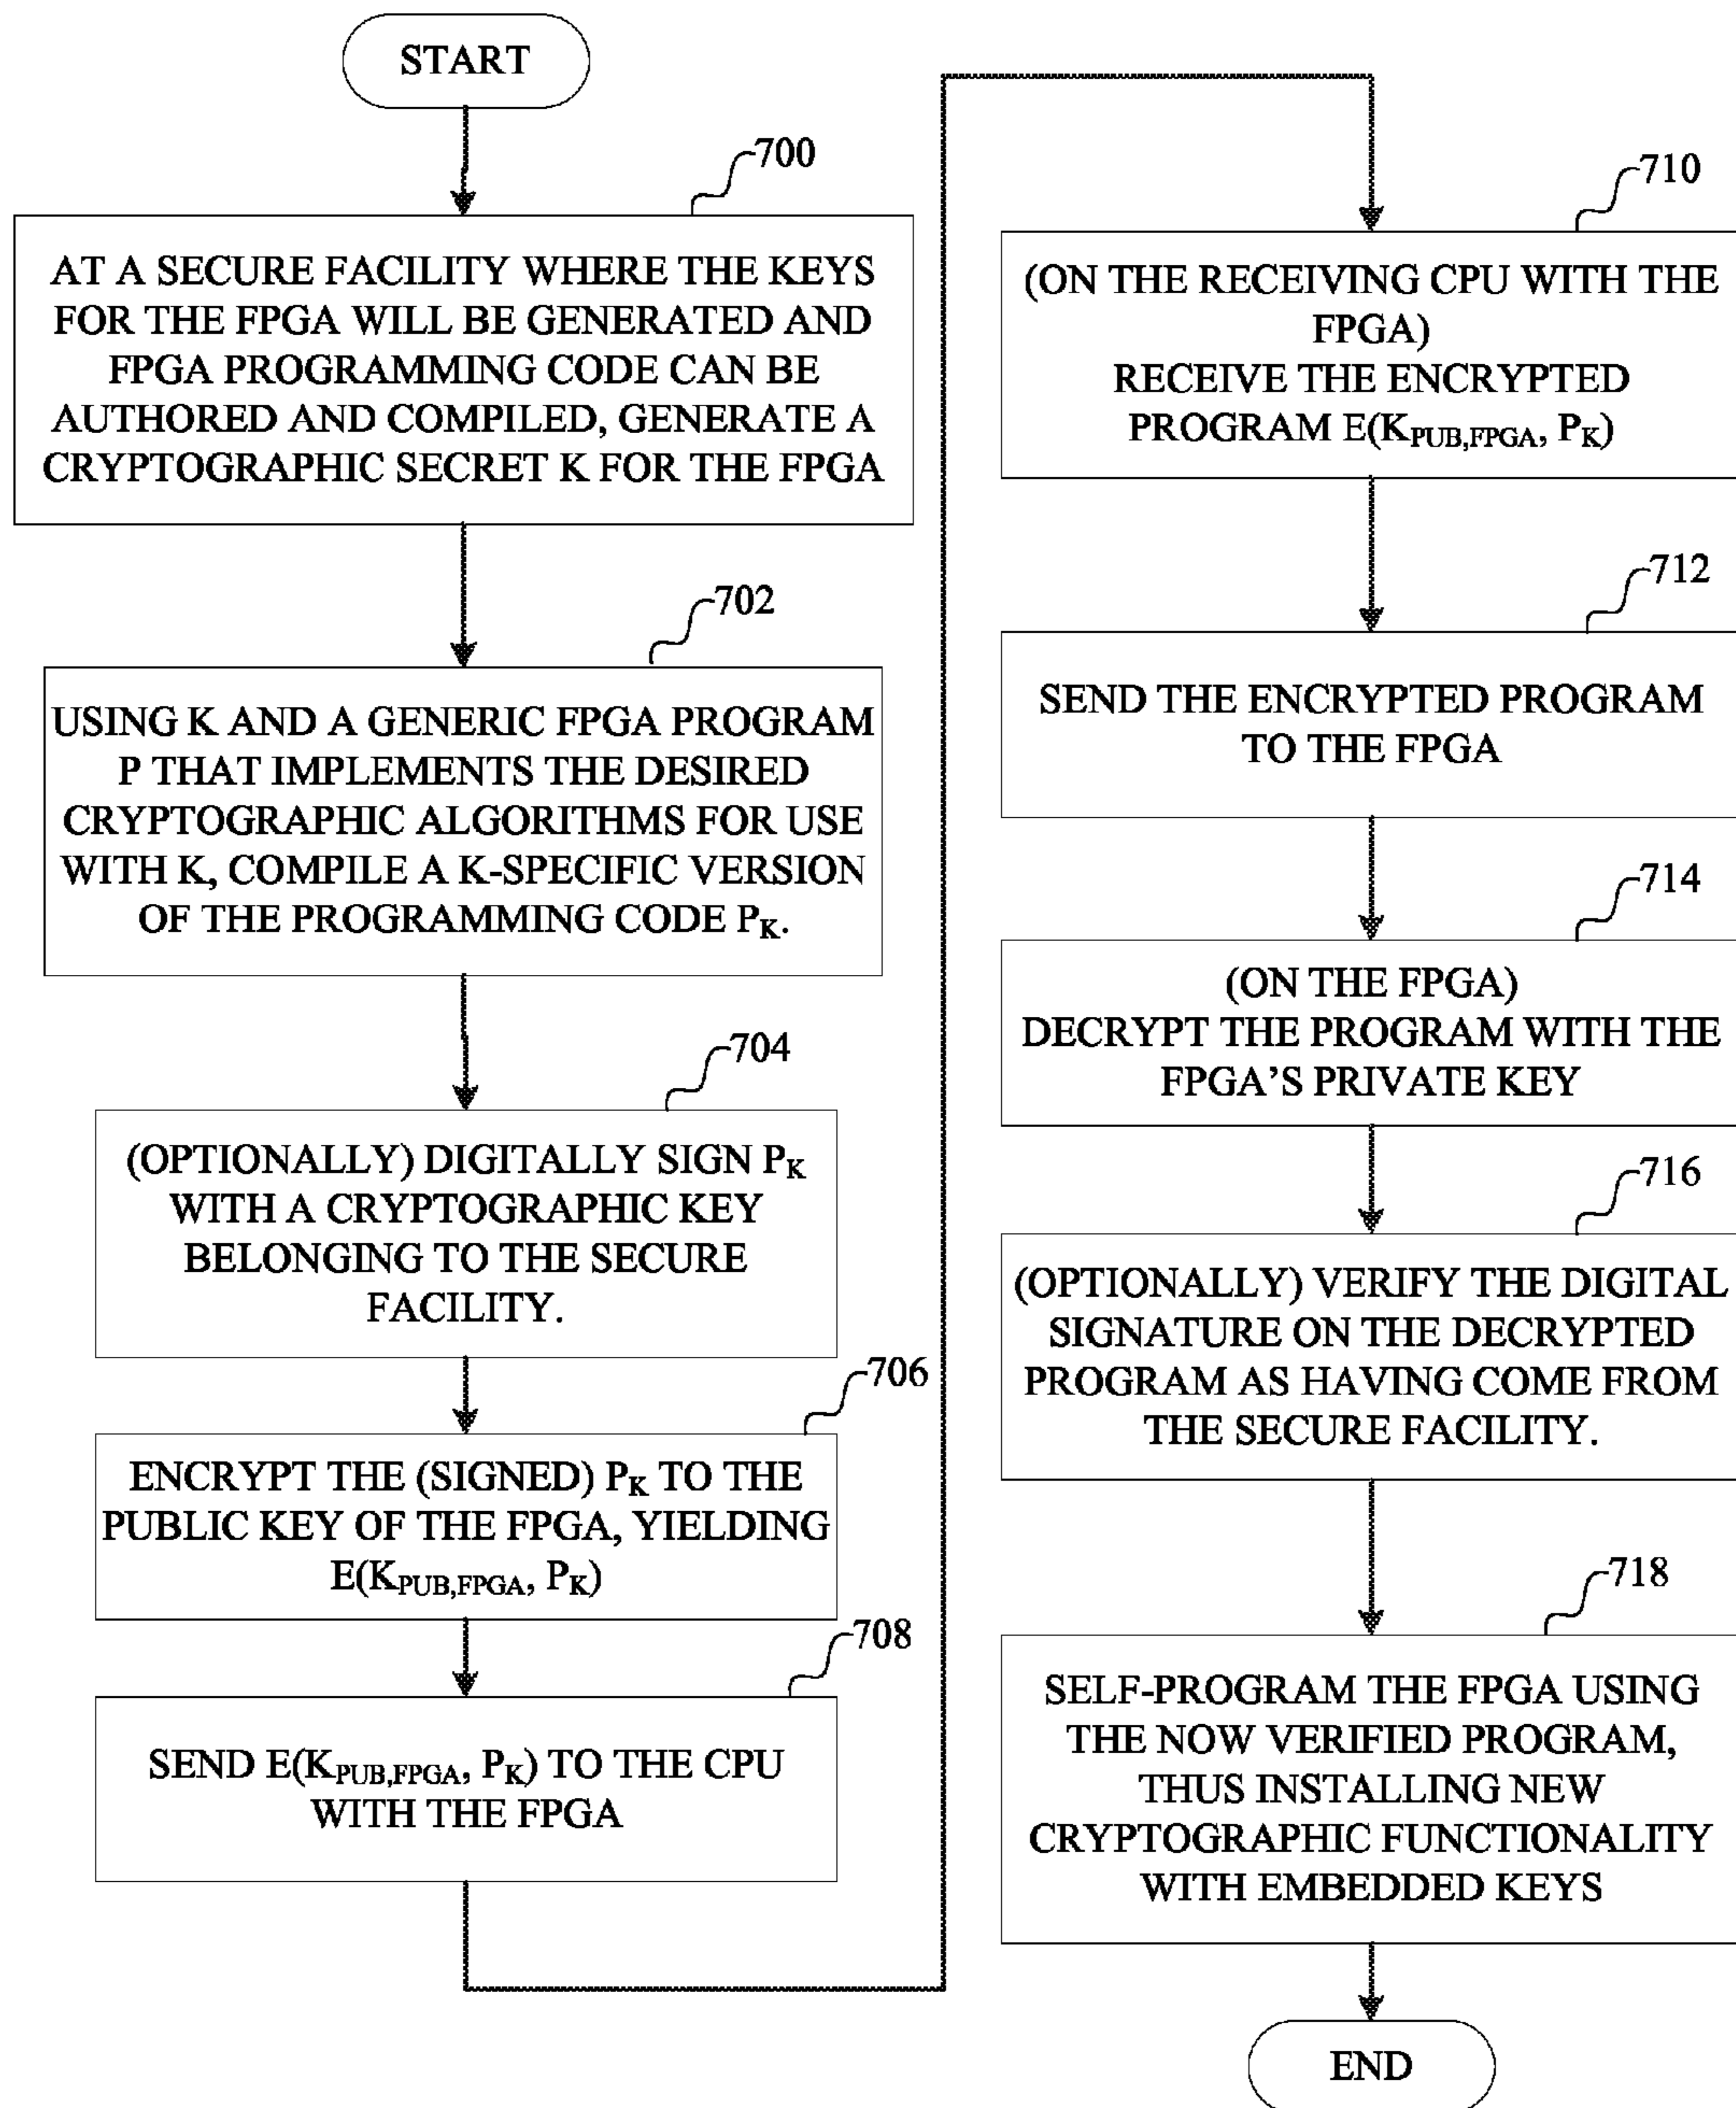 START
700
AT A SECURE FACILITY WHERE THE KEYS
FOR THE FPGA WILL BE GENERATED AND
FPGA PROGRAMMING CODE CAN BE
AUTHORED AND COMPILED, GENERATE A
CRYPTOGRAPHIC SECRET K FOR THE FPGA
702
USING K AND A GENERIC FPGA PROGRAM
P THAT IMPLEMENTS THE DESIRED
CRYPTOGRAPHIC ALGORITHMS FOR USE
WITH K, COMPILE A K-SPECIFIC VERSION
OF THE PROGRAMMING CODE PK.
704
(OPTIONALLY) DIGITALLY SIGN PK
WITH A CRYPTOGRAPHIC KEY
BELONGING TO THE SECURE
FACILITY.
706
ENCRYPT THE (SIGNED) PK TO THE
PUBLIC KEY OF THE FPGA, YIELDING
E(KPUB,FPGA, PK)
708
SEND E(KPUB,FPGA, PK) TO THE CPU
WITH THE FPGA
710
(ON THE RECEIVING CPU WITH THE
FPGA)
RECEIVE THE ENCRYPTED
PROGRAM E(KPUB,FPGA, PK)
712
SEND THE ENCRYPTED PROGRAM
TO THE FPGA
714
(ON THE FPGA)
DECRYPT THE PROGRAM WITH THE
FPGA'S PRIVATE KEY
716
(OPTIONALLY) VERIFY THE DIGITAL
SIGNATURE ON THE DECRYPTED
PROGRAM AS HAVING COME FROM
THE SECURE FACILITY.
718
SELF-PROGRAM THE FPGA USING
THE NOW VERIFIED PROGRAM,
THUS INSTALLING NEW
CRYPTOGRAPHIC FUNCTIONALITY
WITH EMBEDDED KEYS
END